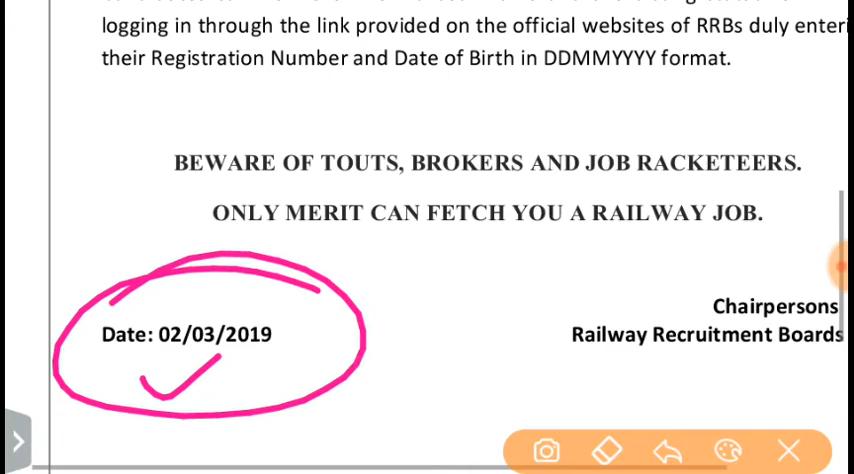 logging in through the link provided on the official websites of RRBs duly enteri
their Registration Number and Date of Birth in DDMMYYYY format.
BEWARE OF TOUTS, BROKERS AND JOB RACKETEERS.
ONLY MERIT CAN FETCH YOU A RAILWAY JOB.
Chairpersons
Date: 02/03/2019 Railway Recruitment Boards